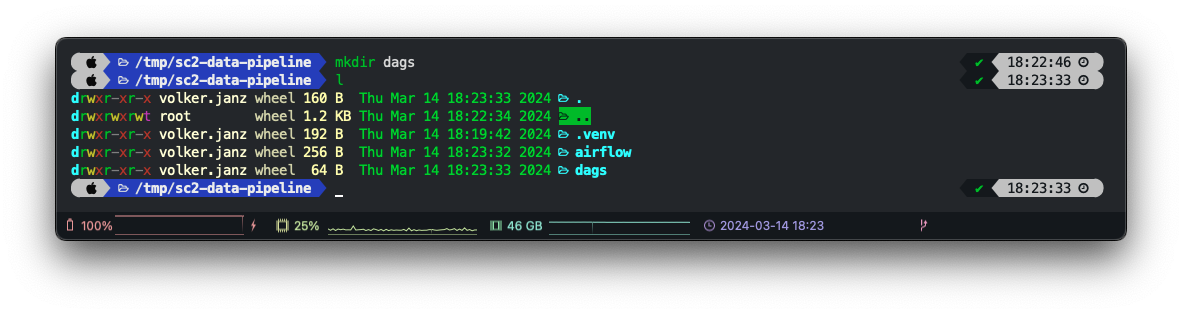 /tmp/sc2-data-pipeline mkdir dags ✔ 18:22:46
/tmp/sc2-data-pipeline l ✔ 18:23:33
drwxr-xr-x volker.janz wheel 160 B Thu Mar 14 18:23:33 2024 .
drwxrwxrwt root wheel 1.2 KB Thu Mar 14 18:22:34 2024 ..
drwxr-xr-x volker.janz wheel 192 B Thu Mar 14 18:19:42 2024 .venv
drwxr-xr-x volker.janz wheel 256 B Thu Mar 14 18:23:32 2024 airflow
drwxr-xr-x volker.janz wheel 64 B Thu Mar 14 18:23:33 2024 dags
/tmp/sc2-data-pipeline _ ✔ 18:23:33
100% 25% 46 GB 2024-03-14 18:23